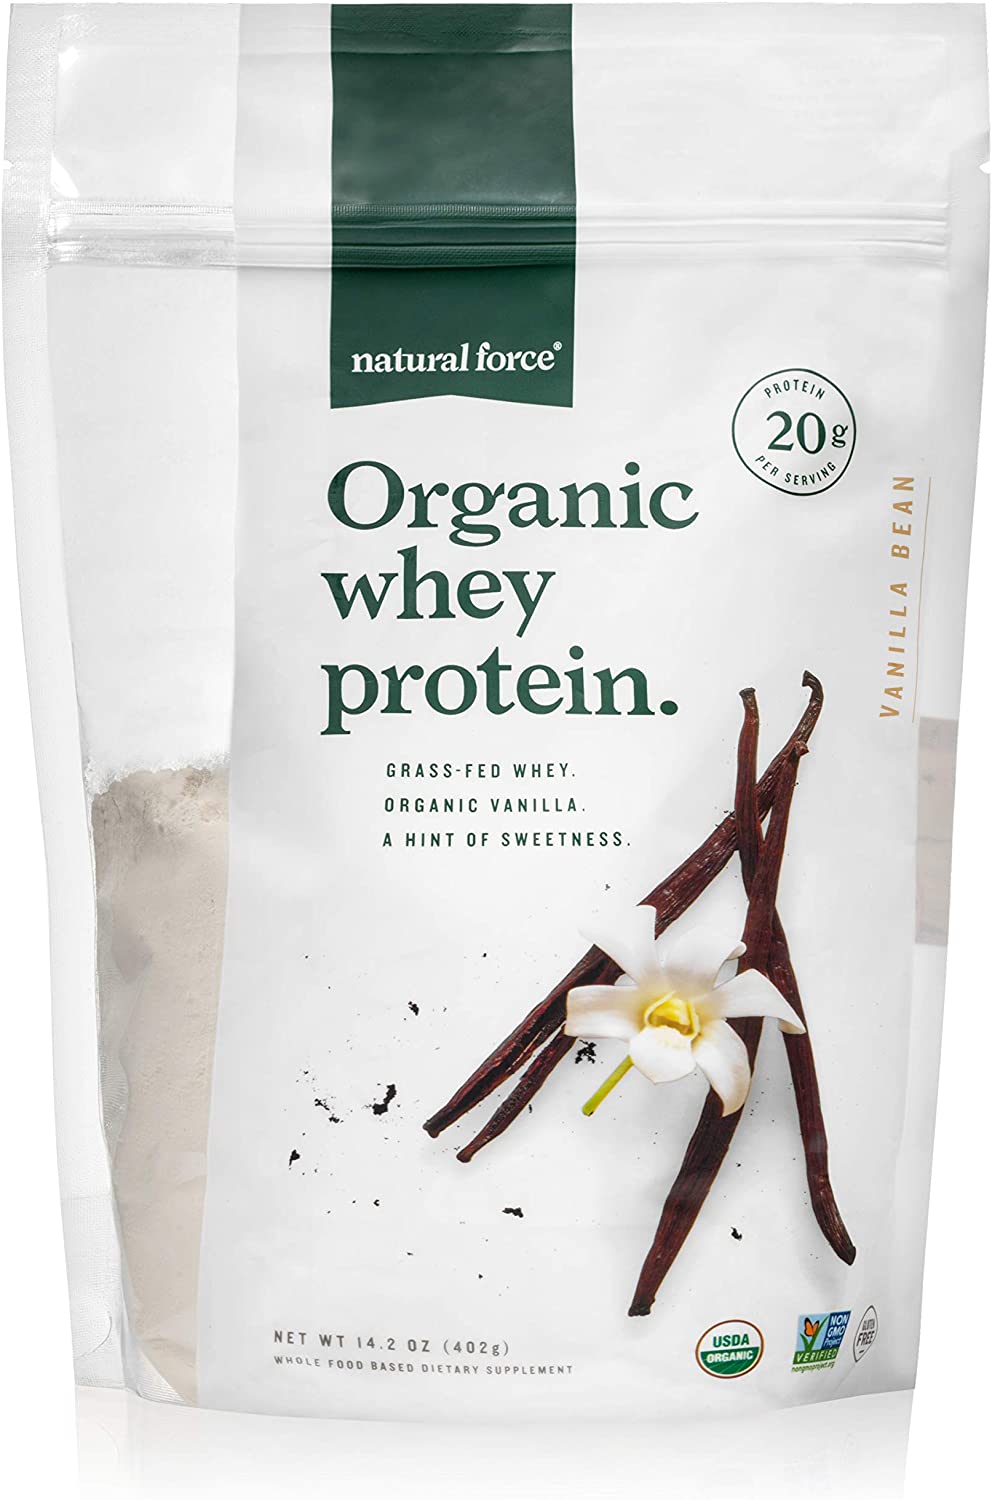 natural force®
PROTEIN
20g
PER SERVING
Organic
whey
protein.
VANILLA BEAN
GRASS-FED WHEY.
ORGANIC VANILLA.
A HINT OF SWEETNESS.
NET WT 14.2 OZ (402g)
WHOLE FOOD BASED DIETARY SUPPLEMENT
USDA
ORGANIC
NON
GMO
Project
VERIFIED
nongmoproject.org
GLUTEN
FREE